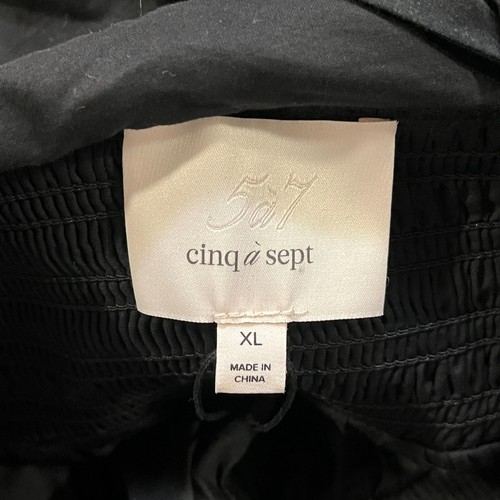 5à7
cinq à sept
XL
MADE IN
CHINA